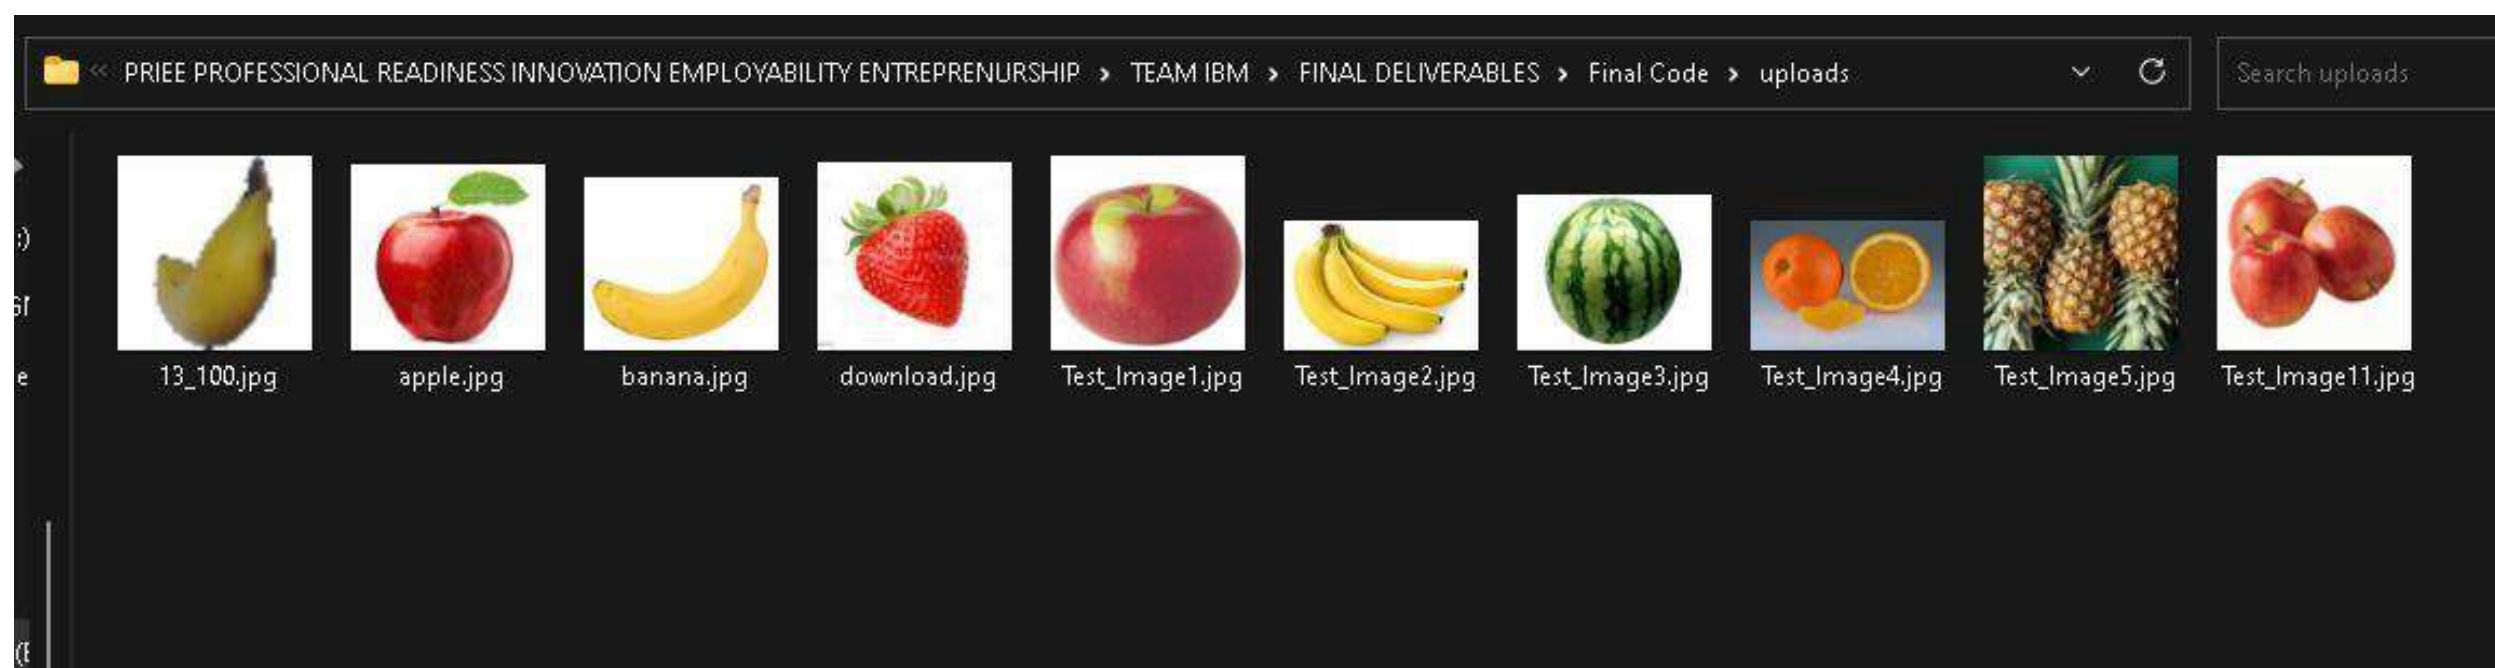 « PRIEE PROFESSIONAL READINESS INNOVATION EMPLOYABILITY ENTREPRENURSHIP > TEAM IBM > FINAL DELIVERABLES > Final Code > uploads
Search uploads
:)
e
13_100.jpg
apple.jpg
banana.jpg
download.jpg
Test_Image1.jpg
Test_Image2.jpg
Test_Image3.jpg
Test_Image4.jpg
Test_Image5.jpg
Test_Image11.jpg